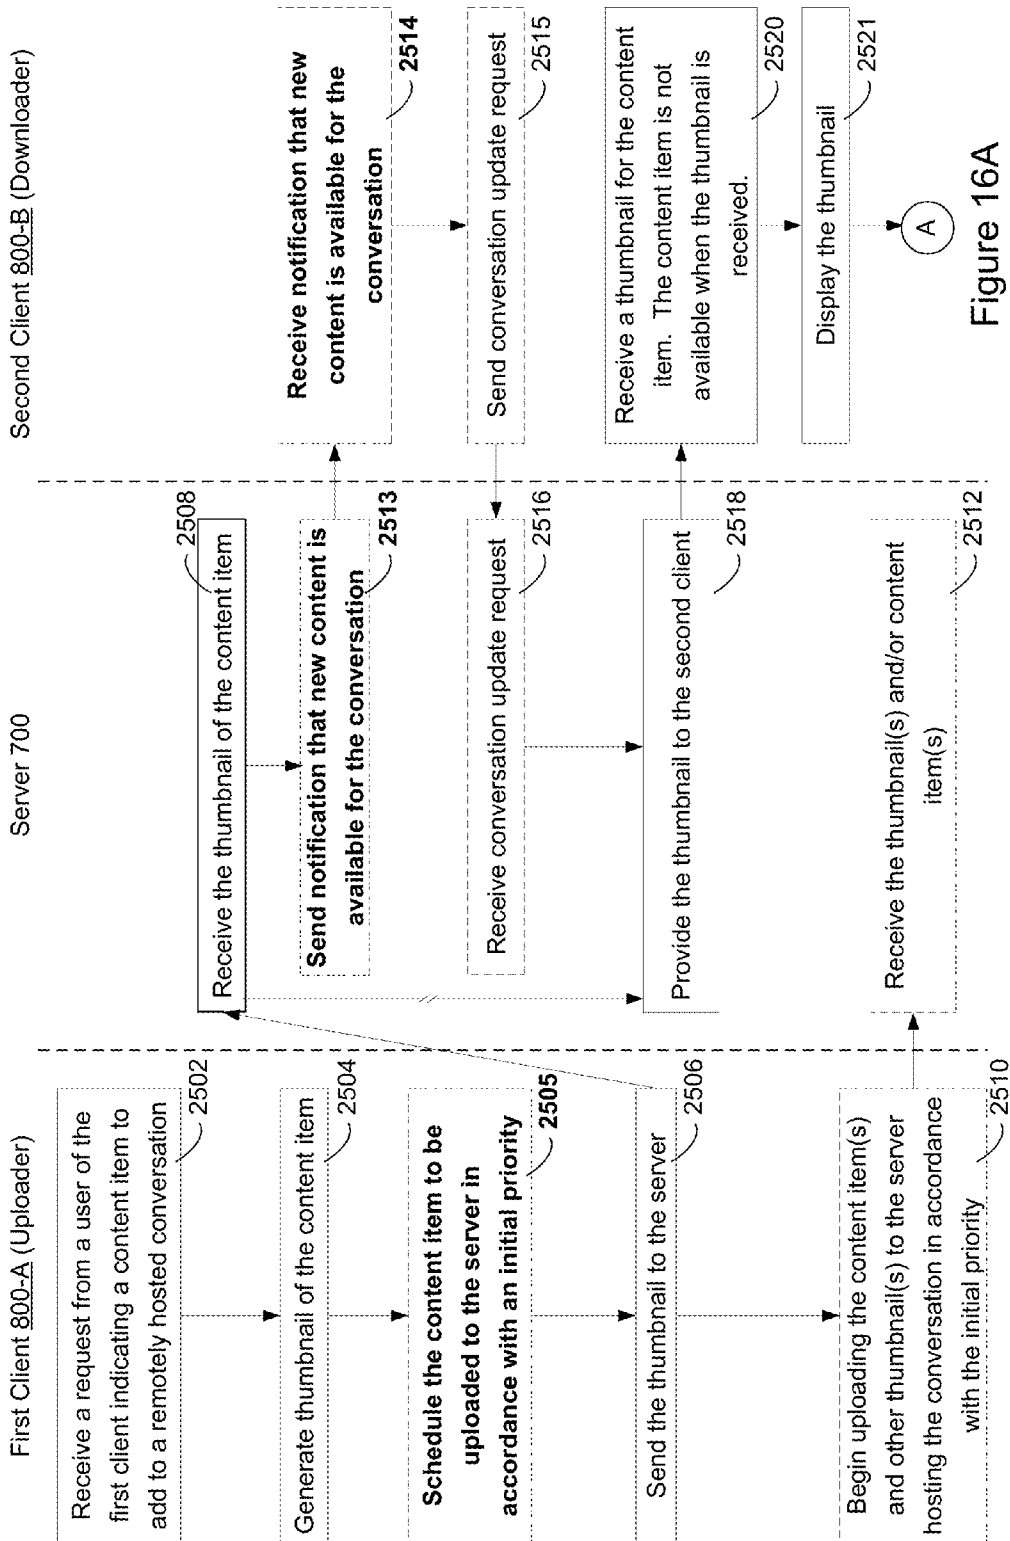 First Client 800-A (Uploader)
Receive a request from a user of the
first client indicating a content item to
add to a remotely hosted conversation
2502
Generate thumbnail of the content item
2504
Schedule the content item to be
uploaded to the server in
accordance with an initial priority
2505
Send the thumbnail to the server
2506
Begin uploading the content item(s)
and other thumbnail(s) to the server
hosting the conversation in accordance
with the initial priority
2510
Server 700
2508
Receive the thumbnail of the content item
Send notification that new content is
available for the conversation
2513
Receive conversation update request
2516
Provide the thumbnail to the second client
2518
Receive the thumbnail(s) and/or content
item(s)
2512
Second Client 800-B (Downloader)
Receive notification that new
content is available for the
conversation
2514
Send conversation update request
2515
Receive a thumbnail for the content
item.  The content item is not
available when the thumbnail is
received.
2520
Display the thumbnail
2521
A
Figure 16A